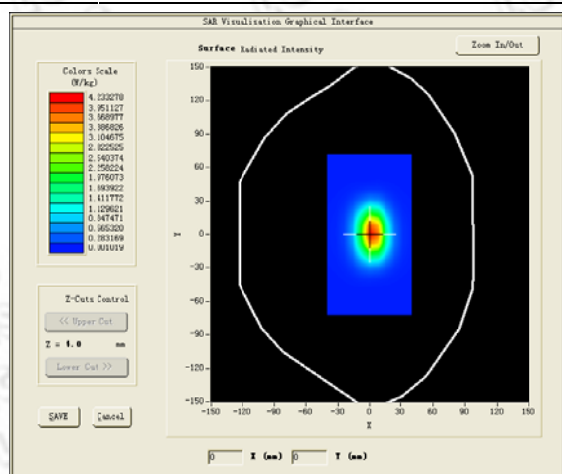 SAR Visualisation Graphical Interface
Surface Radiated Intensity
Zoom In/Out
Colors Scale
(W/kg)
4.233278
3.951127
3.668977
3.386826
3.104675
2.822525
2.540374
2.258224
1.976073
1.693922
1.411772
1.129621
0.847471
0.565320
0.283169
0.001019
Z-Cuts Control
<< Upper Cut
Z = 4.0 mm
Lower Cut >>
SAVE
Cancel
150
120
90
60
30
0
-30
-60
-90
-120
-150
Y
-150 -120 -90 -60 -30 0 30 60 90 120 150
X
0 X (mm) 0 Y (mm)